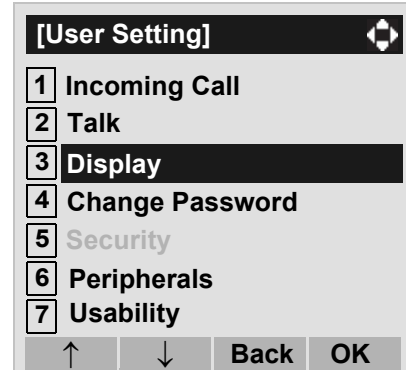 [User Setting]
1 Incoming Call
2 Talk
3 Display
4 Change Password
5 Security
6 Peripherals
7 Usability
↑ ↓ Back OK